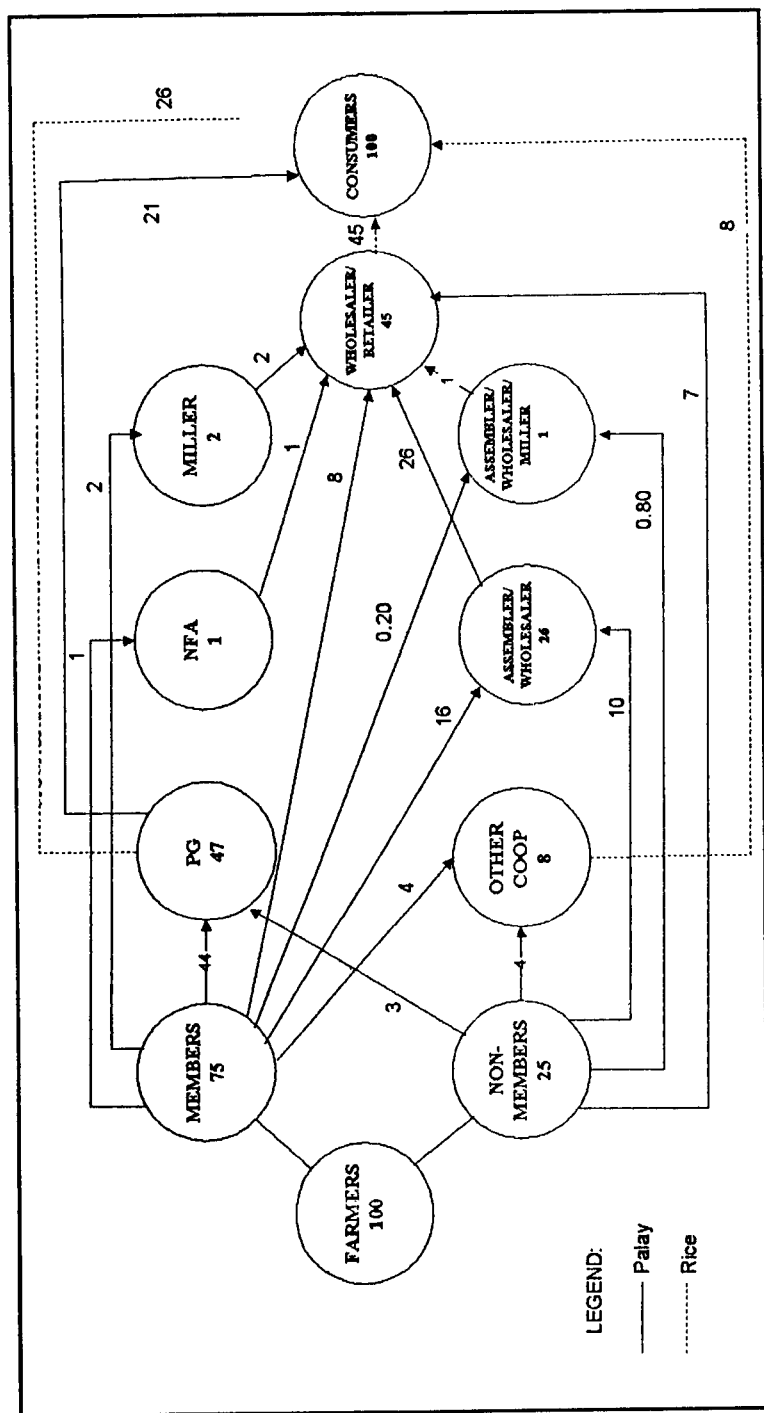 26
21
1
2
MEMBERS
75
PG
47
NFA
1
MILLER
2
44
2
1
8
0.20
16
4
3
FARMERS
100
WHOLESALER/
RETAILER
45
45
CONSUMERS
100
26
1
NON-
MEMBERS
25
4
OTHER
COOP
8
ASSEMBLER/
WHOLESALER
26
ASSEMBLER/
WHOLESALER/
MILLER
1
10
0.80
7
8
LEGEND:
Palay
Rice